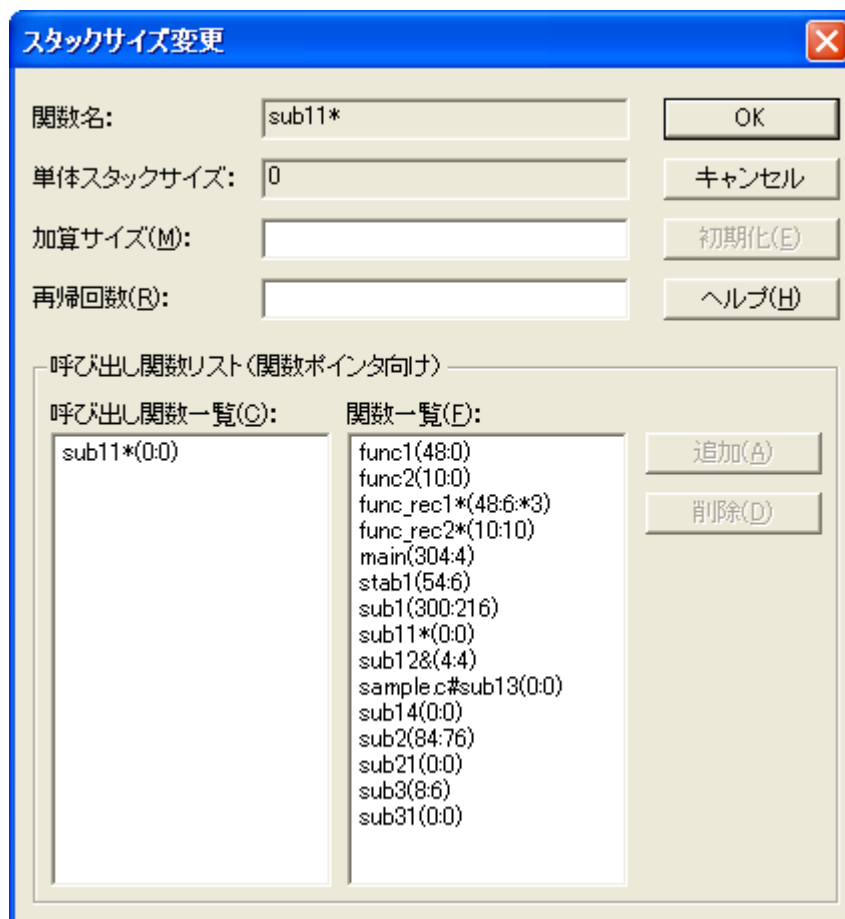 スタックサイズ変更
関数名: sub11* OK
単体スタックサイズ: 0 キャンセル
加算サイズ(M): 初期化(E)
再帰回数(R): ヘルプ(H)
呼び出し関数リスト(関数ポインタ向け)
呼び出し関数一覧(C): 関数一覧(F):
sub11*(0:0) func1(48:0) 追加(A)
func2(10:0)
func_rec1*(48:6:*3) 削除(D)
func_rec2*(10:10)
main(304:4)
stab1(54:6)
sub1(300:216)
sub11*(0:0)
sub12&(4:4)
sample.c#sub13(0:0)
sub14(0:0)
sub2(84:76)
sub21(0:0)
sub3(8:6)
sub31(0:0)